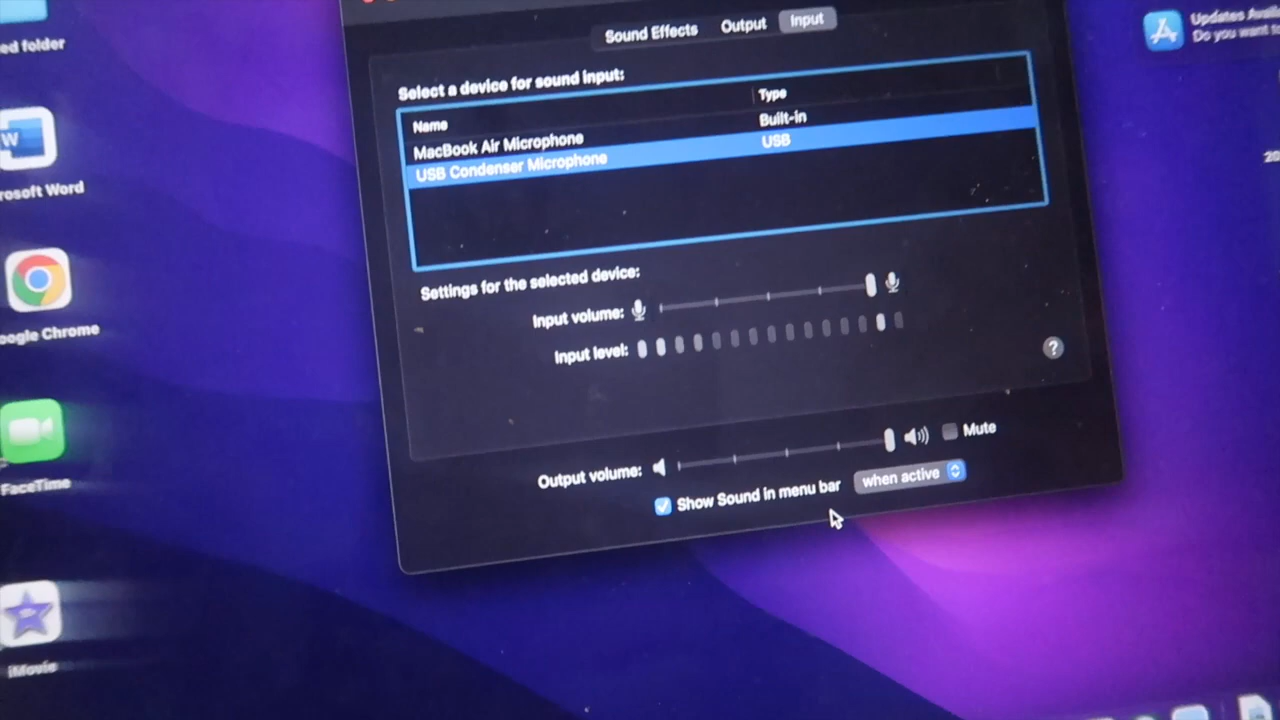 Sound Effects Output Input
Select a device for sound input:
Name Type
MacBook Air Microphone Built-in
USB Condenser Microphone USB
Settings for the selected device:
Input volume:
Input level:
?
Output volume: Mute
Show Sound in menu bar when active
ed folder
W
rosoft Word
oogle Chrome
FaceTime
iMovie
Updates Avail
Do you want to
20